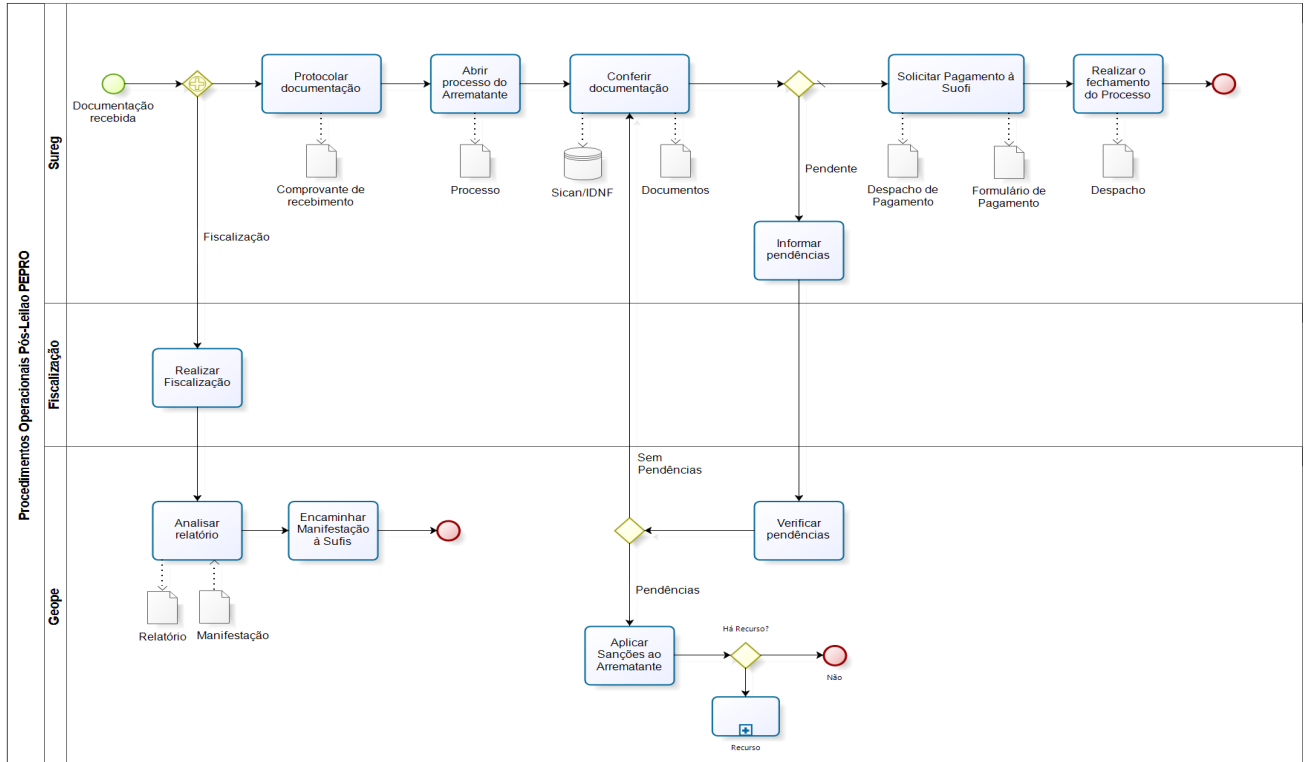 Procedimentos Operacionais Pós-Leilao PEPRO
Sureg
Documentação
recebida
Protocolar
documentação
Comprovante de
recebimento
Abrir
processo do
Arrematante
Processo
Conferir
documentação
Sican/IDNF
Documentos
Pendente
Solicitar Pagamento à
Suofi
Despacho de
Pagamento
Formulário de
Pagamento
Realizar o
fechamento
do Processo
Despacho
Fiscalização
Informar
pendências
Fiscalização
Realizar
Fiscalização
Geope
Analisar
relatório
Relatório
Manifestação
Encaminhar
Manifestação
à Sufis
Sem
Pendências
Verificar
pendências
Pendências
Aplicar
Sanções ao
Arrematante
Há Recurso?
Não
Recurso